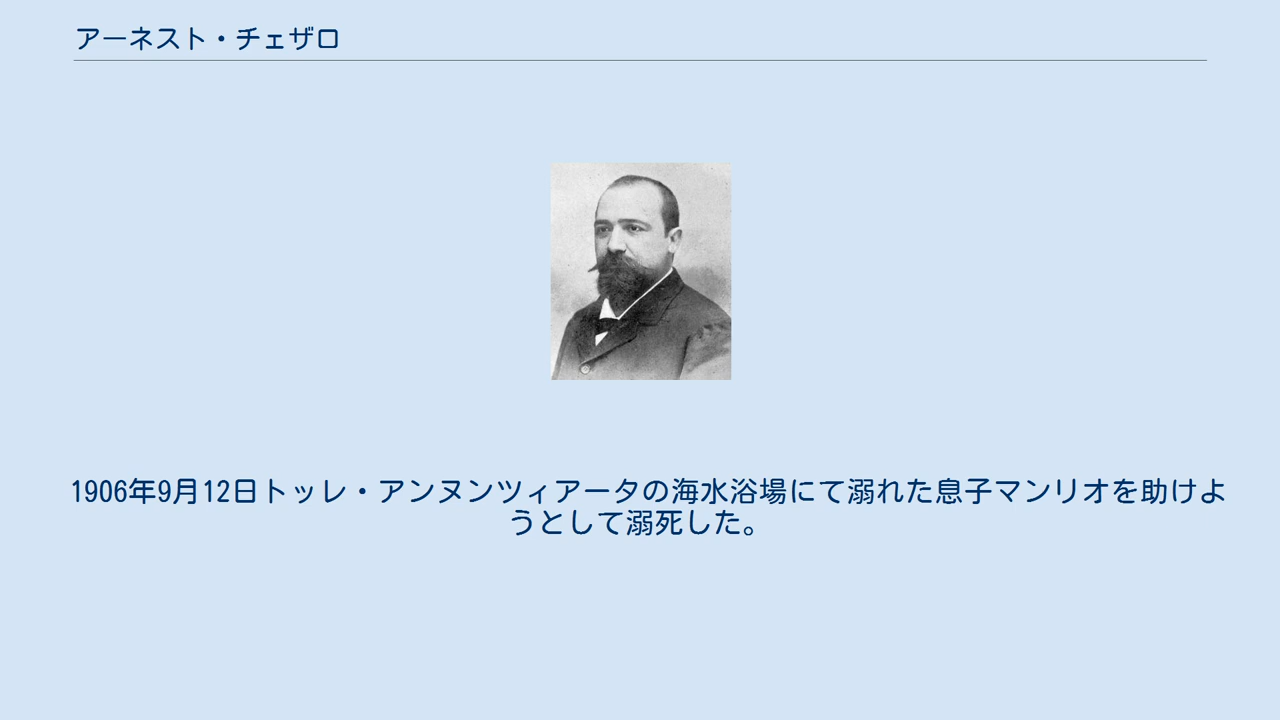 アーネスト・チェザロ
1906年9月12日トッレ・アンヌンツィアータの海水浴場にて溺れた息子マンリオを助けよ
うとして溺死した。